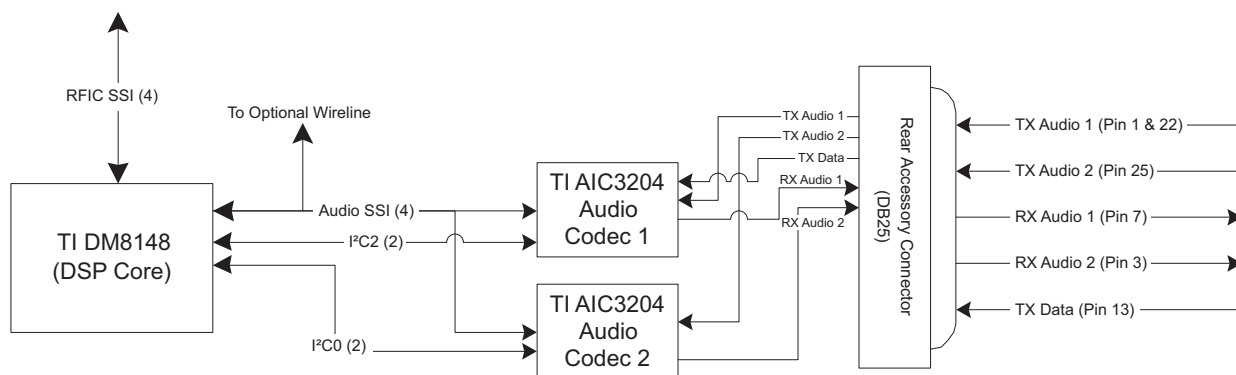 RFIC SSI (4)
To Optional Wireline
TI DM8148
(DSP Core)
Audio SSI (4)
I²C2 (2)
I²C0 (2)
TI AIC3204
Audio
Codec 1
TI AIC3204
Audio
Codec 2
TX Audio 1
TX Audio 2
TX Data
RX Audio 1
RX Audio 2
Rear Accessory Connector
(DB25)
TX Audio 1 (Pin 1 & 22)
TX Audio 2 (Pin 25)
RX Audio 1 (Pin 7)
RX Audio 2 (Pin 3)
TX Data (Pin 13)